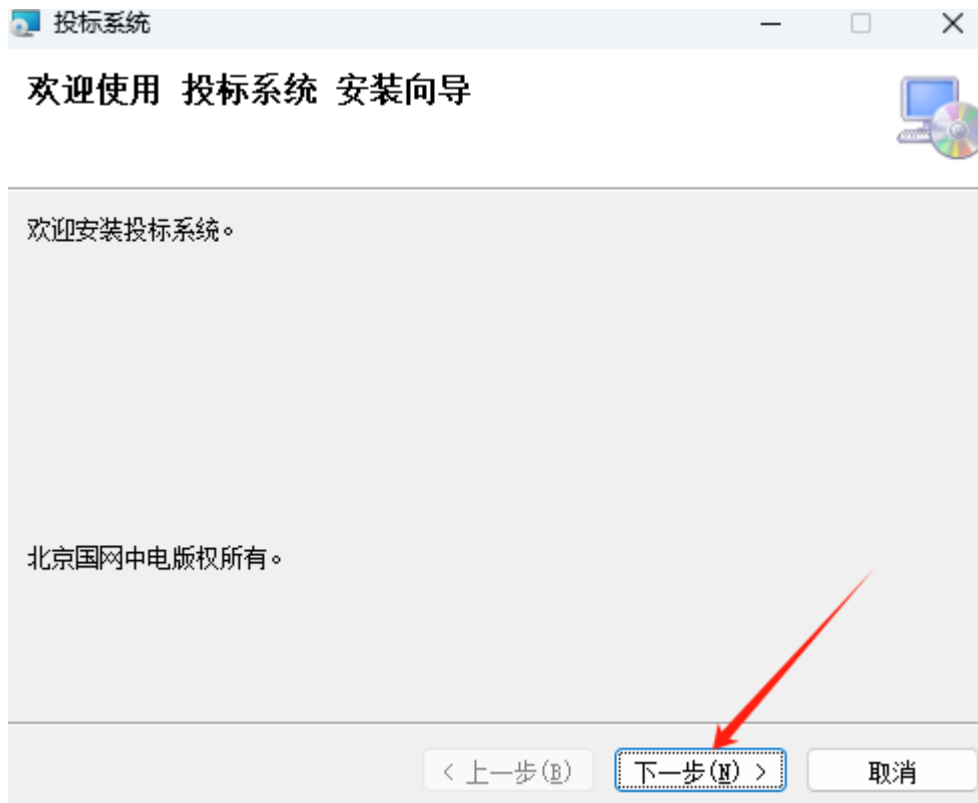 投标系统
欢迎使用 投标系统 安装向导
欢迎安装投标系统。
北京国网中电版权所有。
< 上一步(B) 下一步(N) > 取消